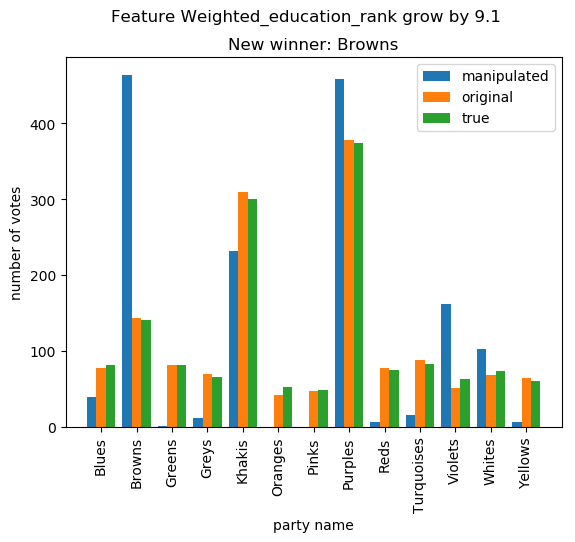 Feature Weighted_education_rank grow by 9.1
New winner: Browns
manipulated
original
true
number of votes
400
300
200
100
0
Blues
Browns
Greens
Greys
Khakis
Oranges
Pinks
Purples
Reds
Turquoises
Violets
Whites
Yellows
party name